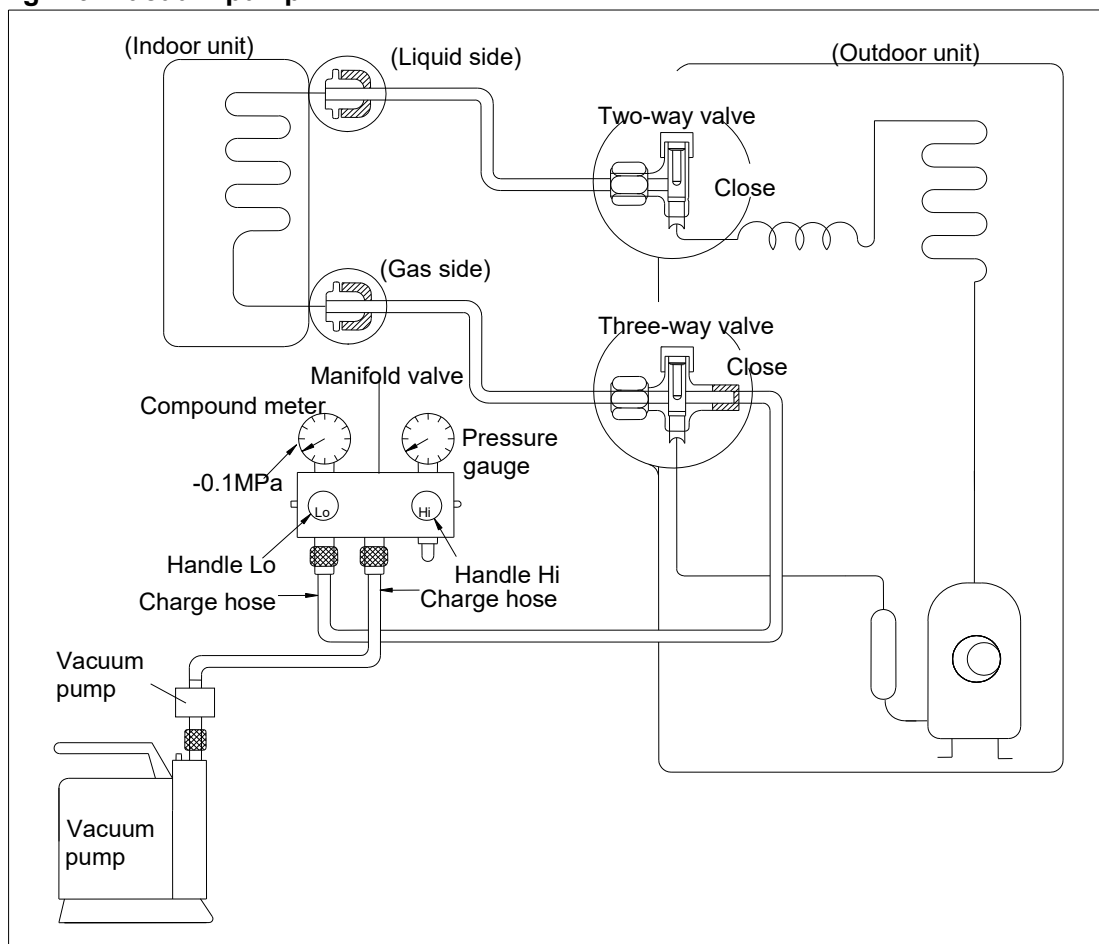 (Indoor unit)
(Liquid side)
(Outdoor unit)
Two-way valve
Close
(Gas side)
Three-way valve
Close
Manifold valve
Compound meter
Pressure
gauge
-0.1MPa
Lo
Hi
Handle Lo
Handle Hi
Charge hose
Charge hose
Vacuum
pump
Vacuum
pump